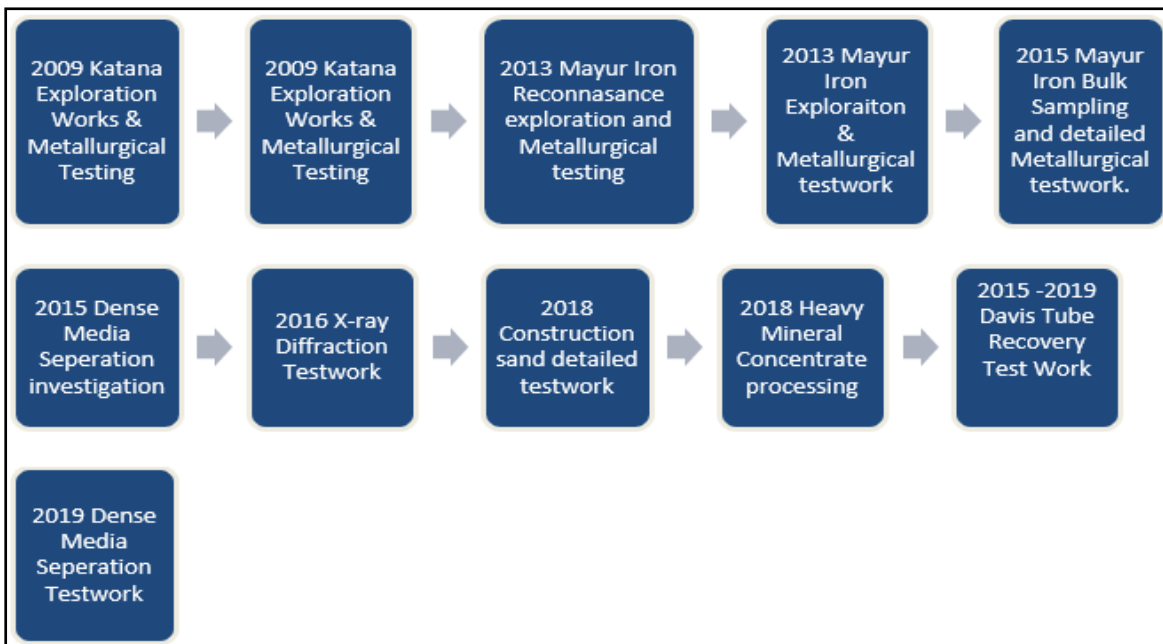 2009 Katana
Exploration
Works &
Metallurgical
Testing
2009 Katana
Exploration
Works &
Metallurgical
Testing
2013 Mayur Iron
Reconnasance
exploration and
Metallurgical
testing
2013 Mayur
Iron
Exploraiton
&
Metallurgical
testwork
2015 Mayur
Iron Bulk
Sampling
and detailed
Metallurgical
testwork.
2015 Dense
Media
Seperation
investigation
2016 X-ray
Diffraction
Testwork
2018
Construction
sand detailed
testwork
2018 Heavy
Mineral
Concentrate
processing
2015 -2019
Davis Tube
Recovery
Test Work
2019 Dense
Media
Seperation
Testwork